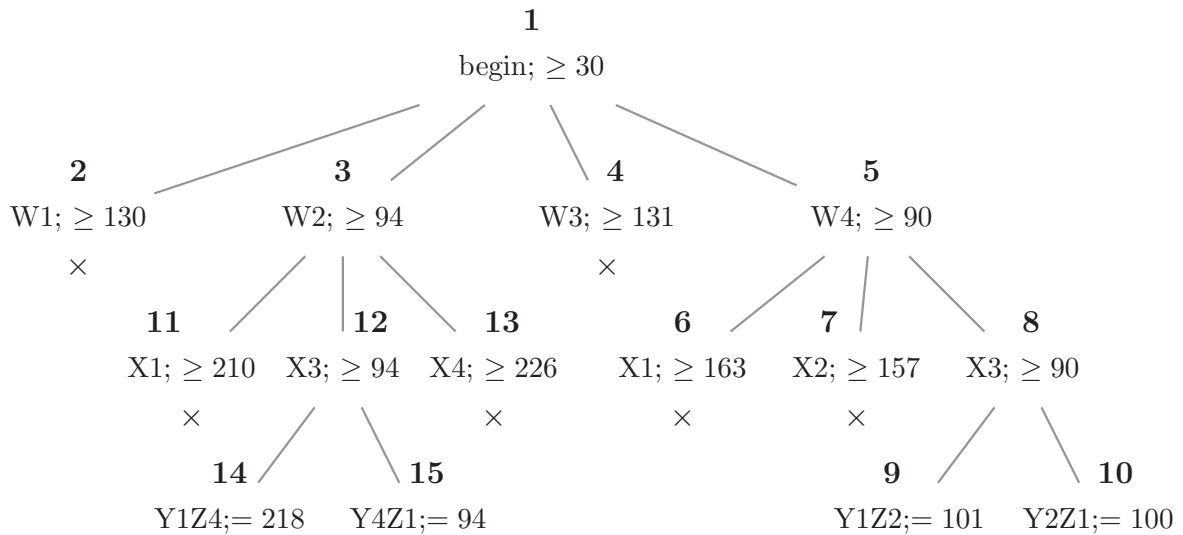 1
begin; ≥ 30
2 3 4 5
W1; ≥ 130 W2; ≥ 94 W3; ≥ 131 W4; ≥ 90
× ×
11 12 13 6 7 8
X1; ≥ 210 X3; ≥ 94 X4; ≥ 226 X1; ≥ 163 X2; ≥ 157 X3; ≥ 90
× × × ×
14 15 9 10
Y1Z4;= 218 Y4Z1;= 94 Y1Z2;= 101 Y2Z1;= 100